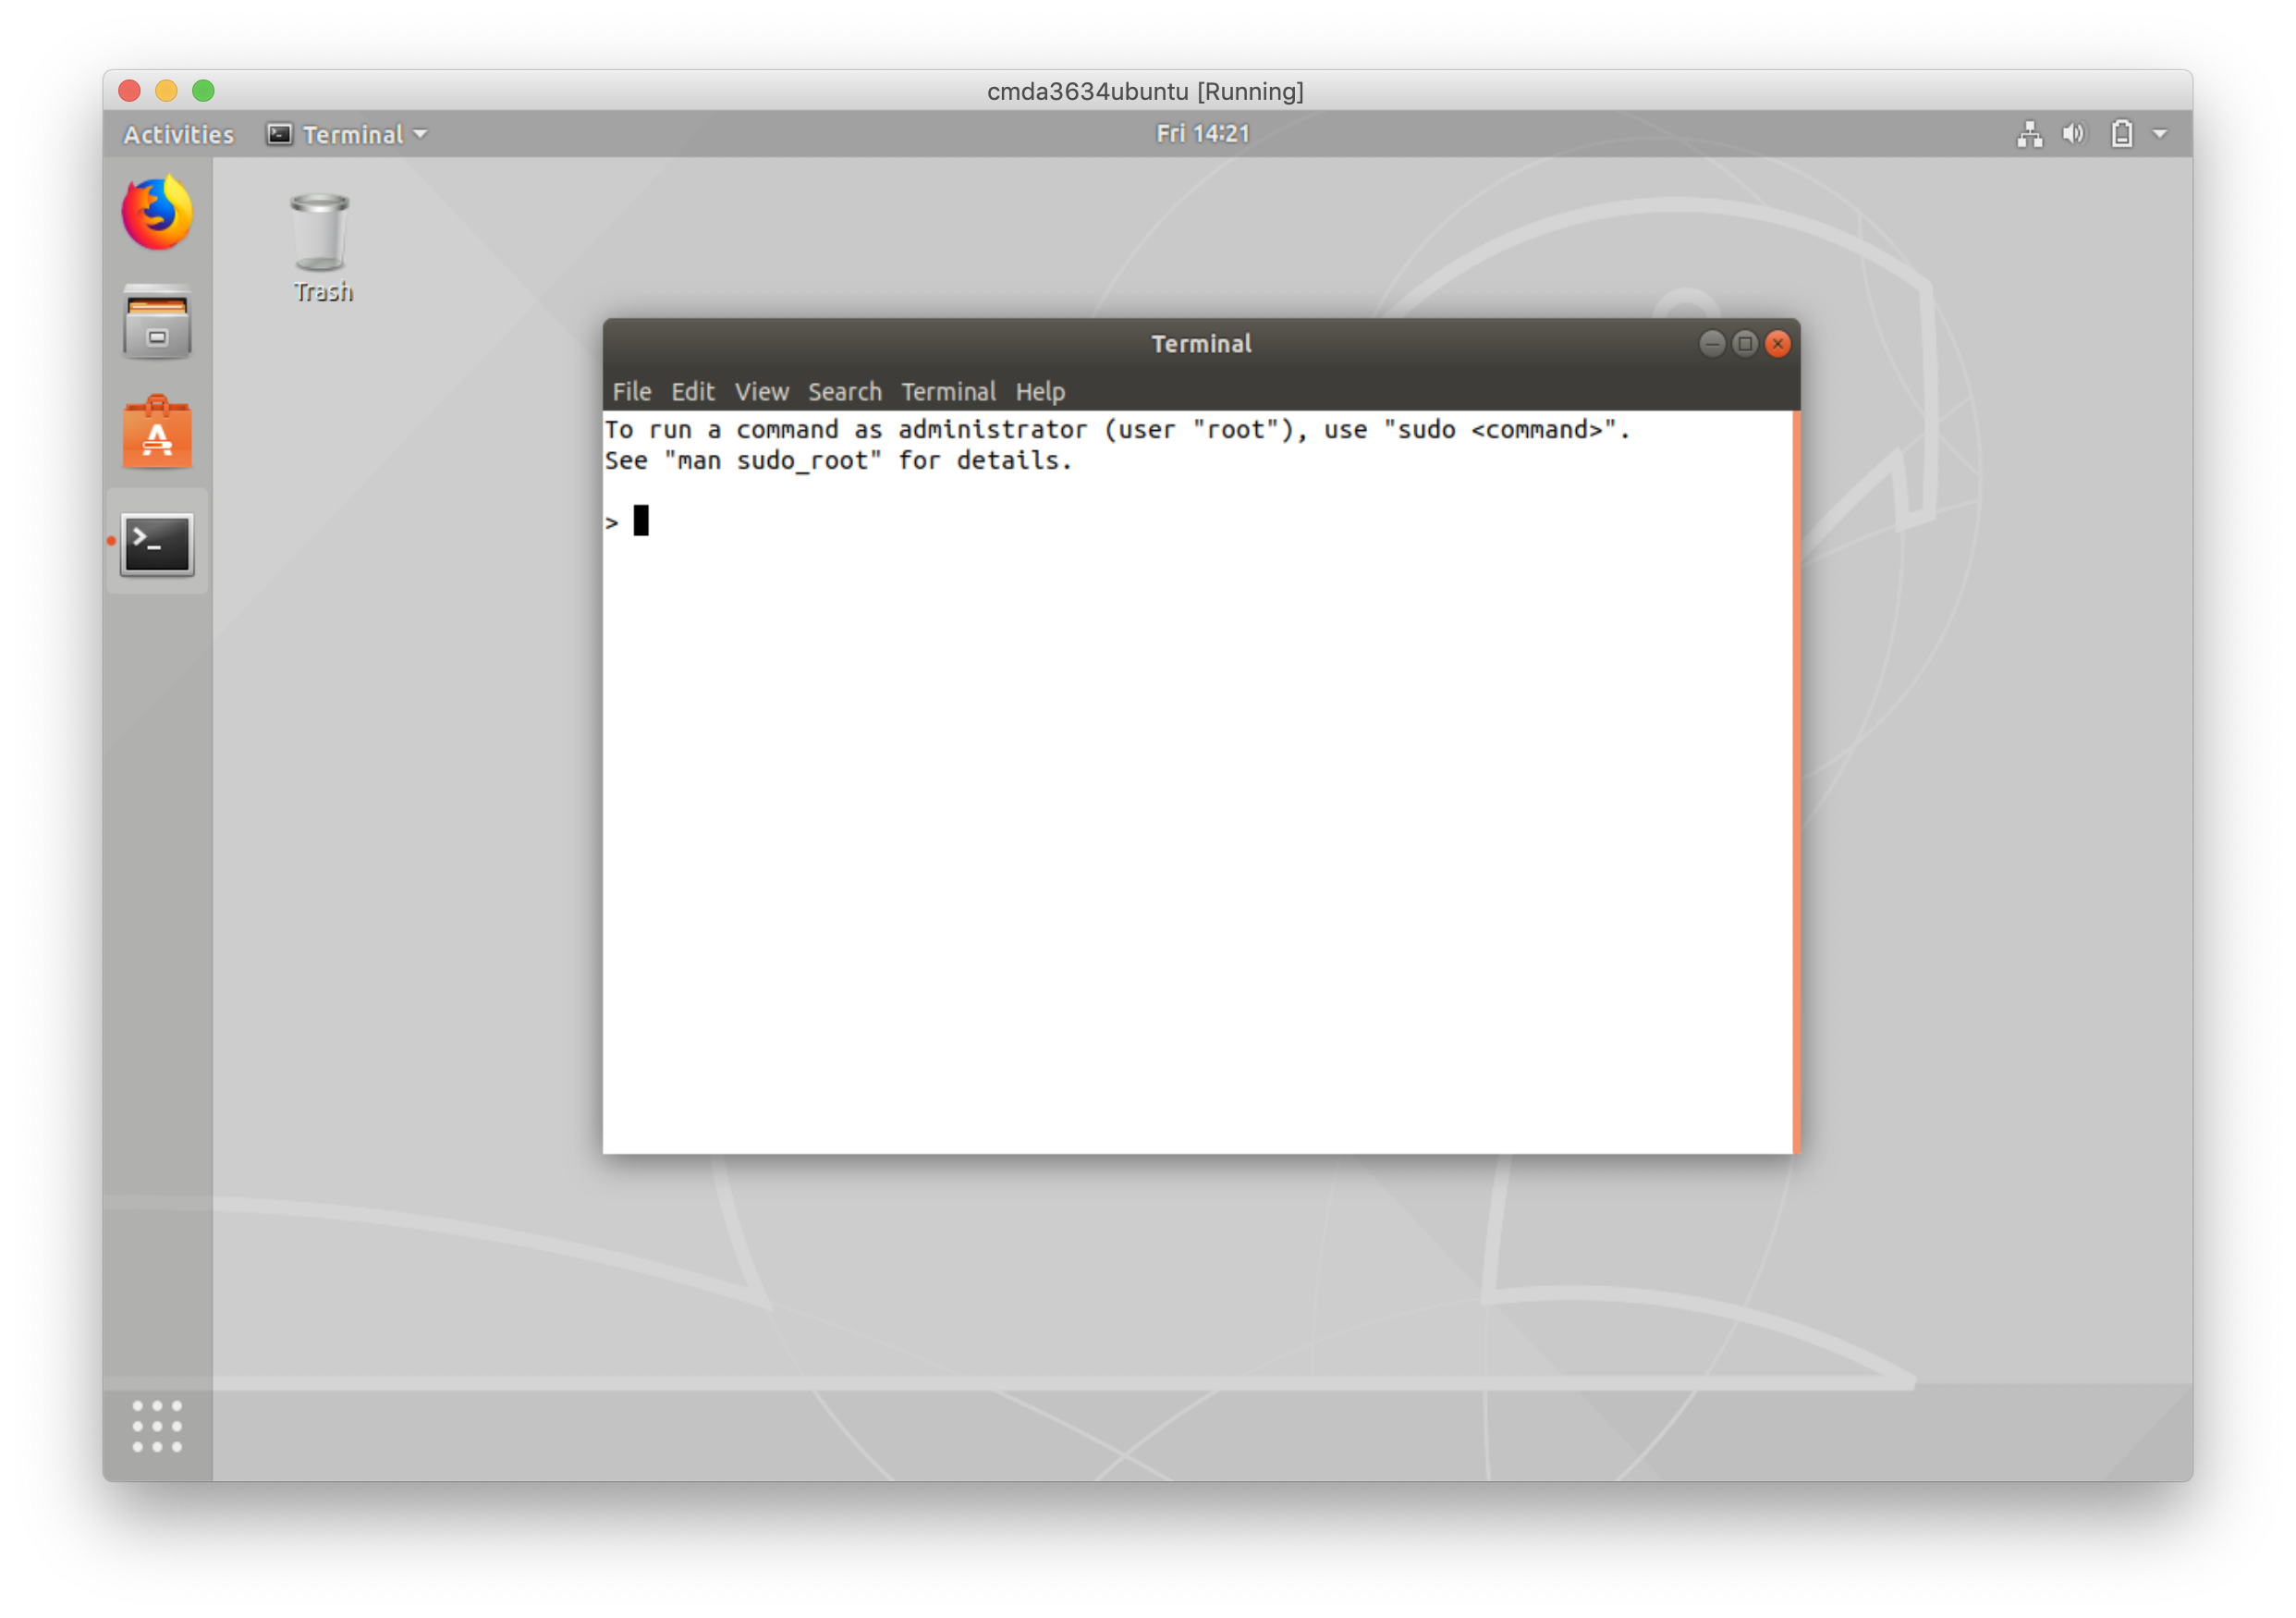 cmda3634ubuntu [Running]
Activities Terminal Fri 14:21
Trash
Terminal
File Edit View Search Terminal Help
To run a command as administrator (user "root"), use "sudo <command>".
See "man sudo_root" for details.
>